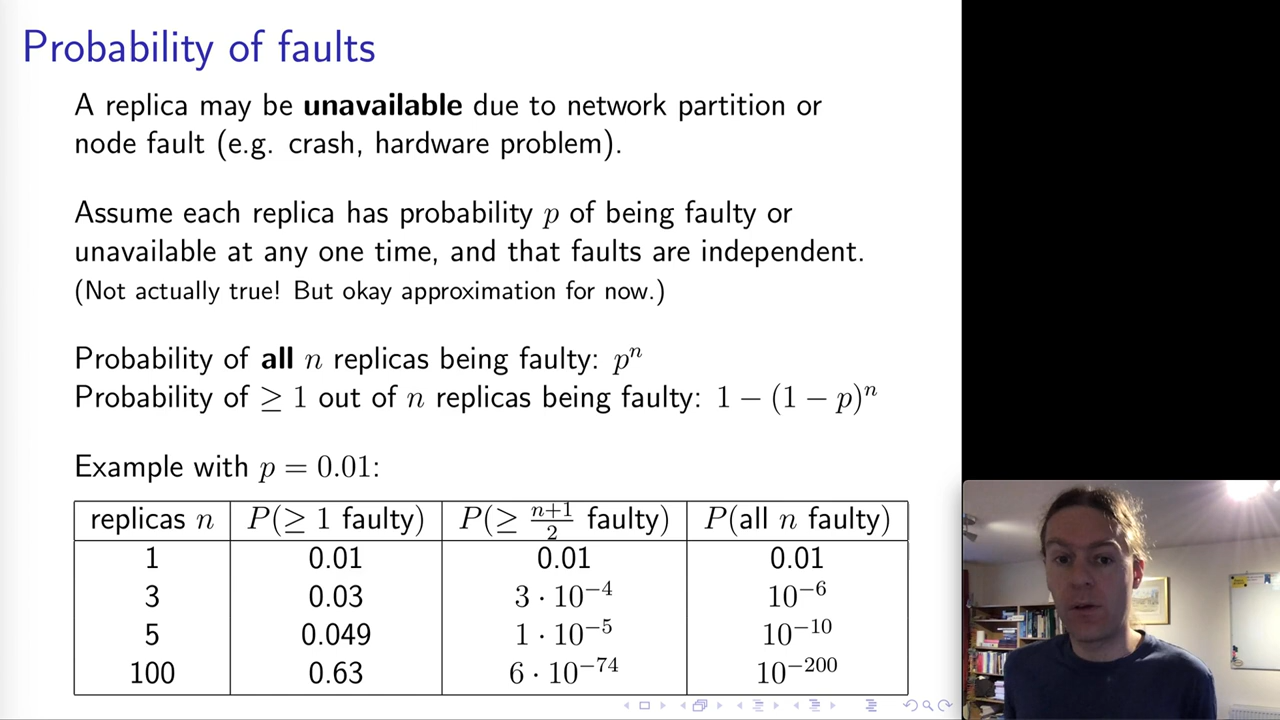 Probability of faults
A replica may be unavailable due to network partition or
node fault (e.g. crash, hardware problem).
Assume each replica has probability p of being faulty or
unavailable at any one time, and that faults are independent.
(Not actually true! But okay approximation for now.)
Probability of all n replicas being faulty: pⁿ
Probability of ≥ 1 out of n replicas being faulty: 1 − (1 − p)ⁿ
Example with p = 0.01:
replicas n P(≥ 1 faulty) P(≥ (n+1)/2 faulty) P(all n faulty)
1 0.01 0.01 0.01
3 0.03 3 · 10⁻⁴ 10⁻⁶
5 0.049 1 · 10⁻⁵ 10⁻¹⁰
100 0.63 6 · 10⁻⁷⁴ 10⁻²⁰⁰